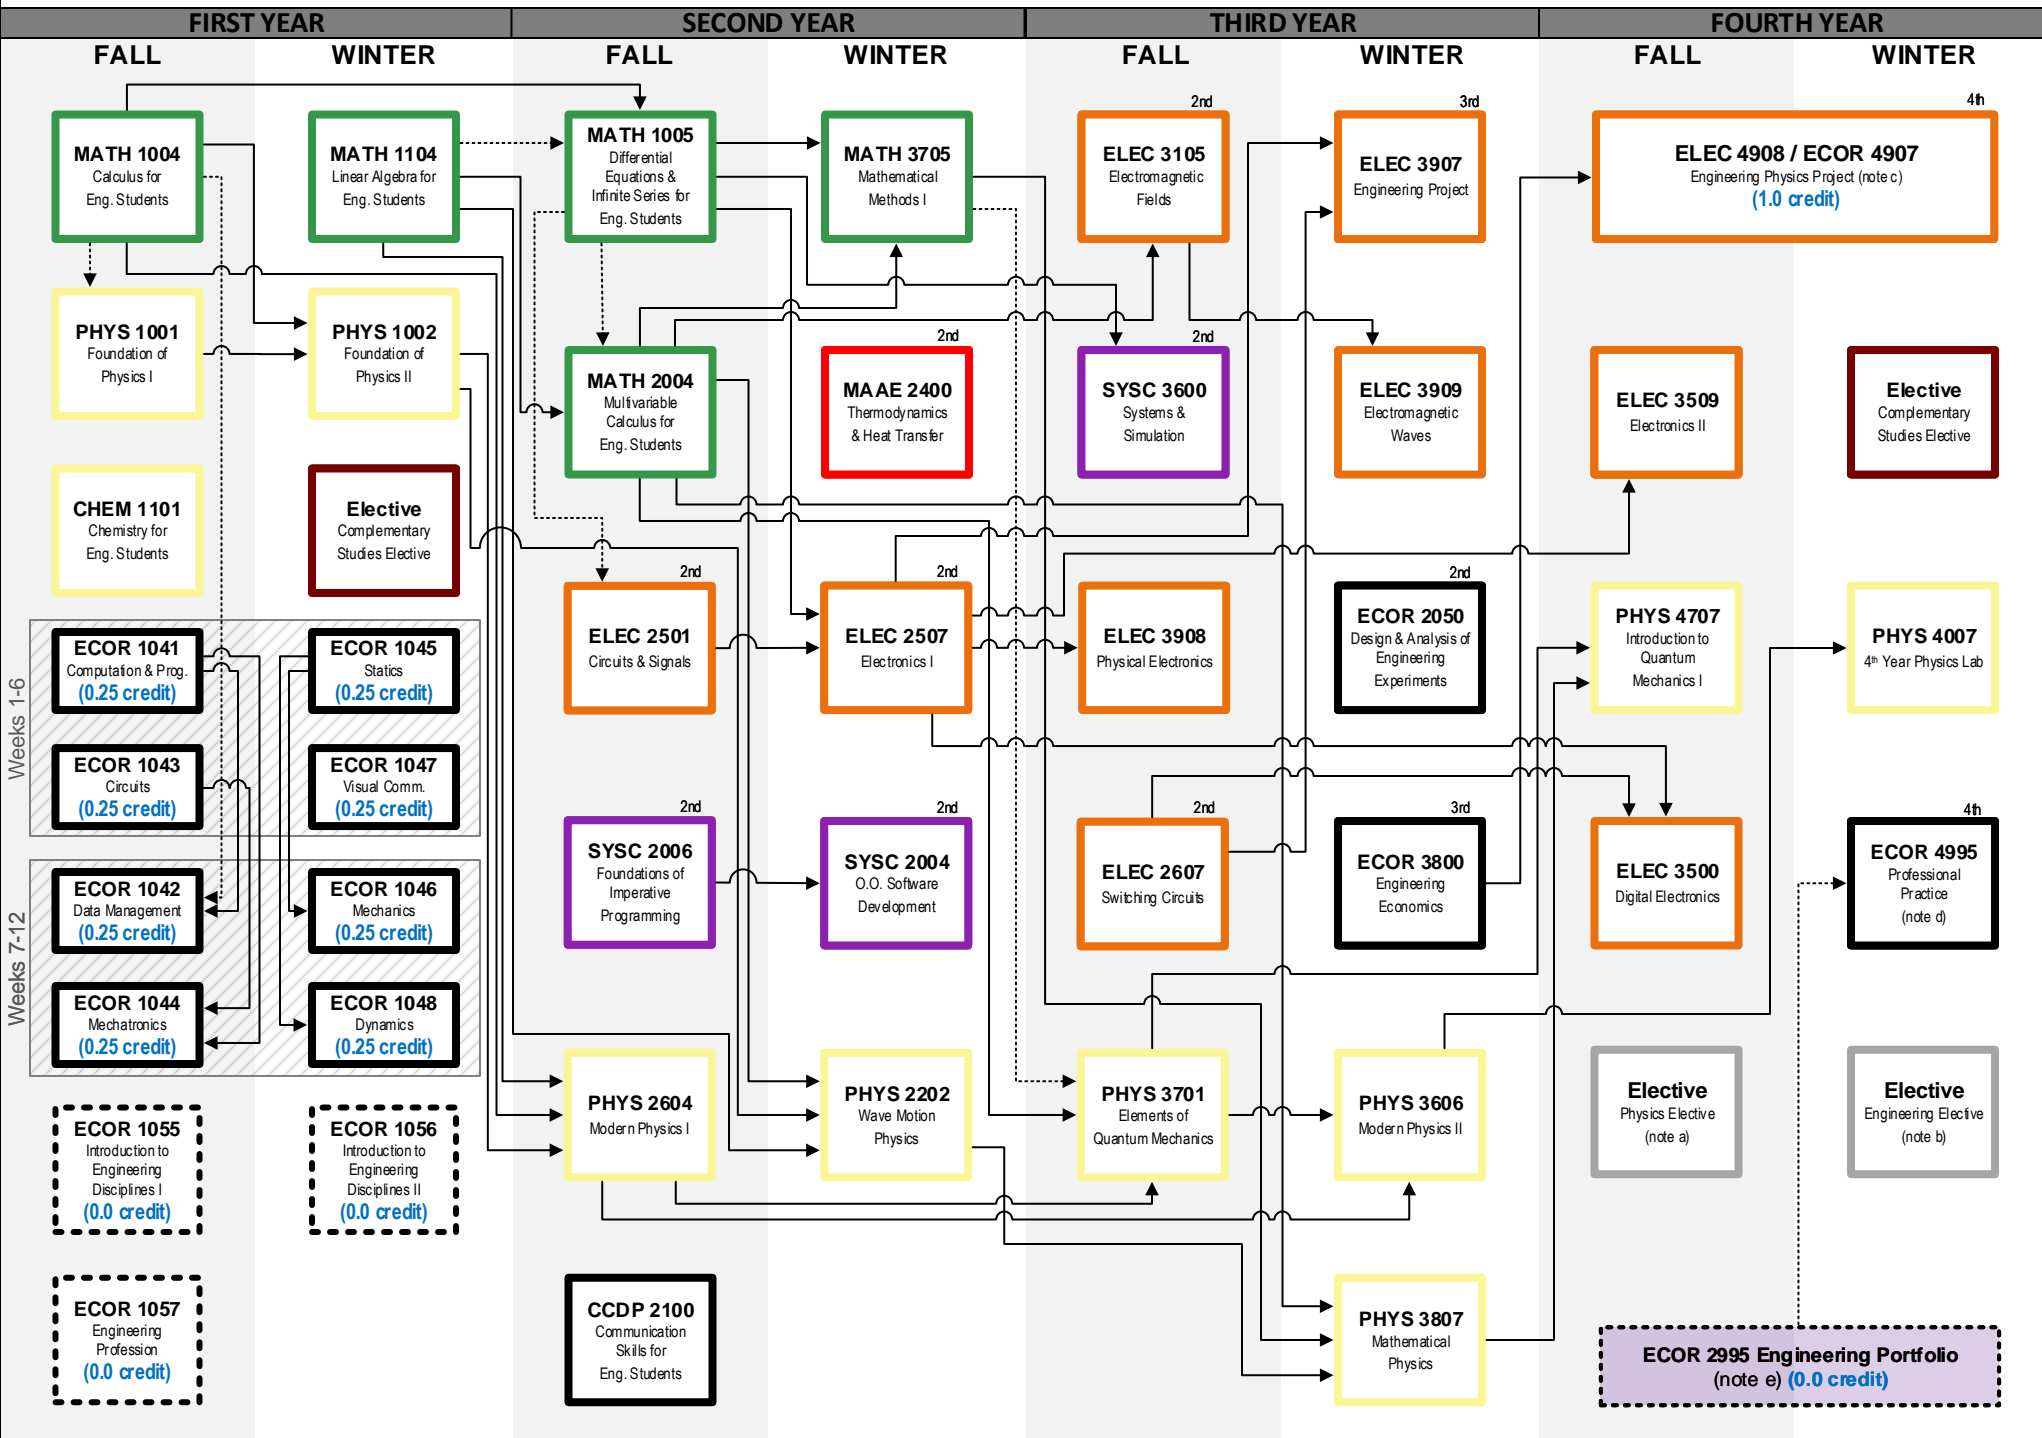 FIRST YEAR
SECOND YEAR
THIRD YEAR
FOURTH YEAR
FALL
WINTER
FALL
WINTER
FALL
WINTER
FALL
WINTER
MATH 1004
Calculus for
Eng. Students
MATH 1104
Linear Algebra for
Eng. Students
MATH 1005
Differential
Equations &
Infinite Series for
Eng. Students
MATH 3705
Mathematical
Methods I
2nd
ELEC 3105
Electromagnetic
Fields
3rd
ELEC 3907
Engineering Project
4th
ELEC 4908 / ECOR 4907
Engineering Physics Project (note c)
(1.0 credit)
PHYS 1001
Foundation of
Physics I
PHYS 1002
Foundation of
Physics II
MATH 2004
Multivariable
Calculus for
Eng. Students
2nd
MAAE 2400
Thermodynamics
& Heat Transfer
2nd
SYSC 3600
Systems &
Simulation
ELEC 3909
Electromagnetic
Waves
ELEC 3509
Electronics II
Elective
Complementary
Studies Elective
CHEM 1101
Chemistry for
Eng. Students
Elective
Complementary
Studies Elective
2nd
ELEC 2501
Circuits & Signals
2nd
ELEC 2507
Electronics I
ELEC 3908
Physical Electronics
2nd
ECOR 2050
Design & Analysis of
Engineering
Experiments
PHYS 4707
Introduction to
Quantum
Mechanics I
PHYS 4007
4th Year Physics Lab
Weeks 1-6
ECOR 1041
Computation & Prog.
(0.25 credit)
ECOR 1045
Statics
(0.25 credit)
ECOR 1043
Circuits
(0.25 credit)
ECOR 1047
Visual Comm.
(0.25 credit)
2nd
SYSC 2006
Foundations of
Imperative
Programming
2nd
SYSC 2004
O.O. Software
Development
2nd
ELEC 2607
Switching Circuits
3rd
ECOR 3800
Engineering
Economics
ELEC 3500
Digital Electronics
4th
ECOR 4995
Professional
Practice
(note d)
Weeks 7-12
ECOR 1042
Data Management
(0.25 credit)
ECOR 1046
Mechanics
(0.25 credit)
ECOR 1044
Mechatronics
(0.25 credit)
ECOR 1048
Dynamics
(0.25 credit)
PHYS 2604
Modern Physics I
PHYS 2202
Wave Motion
Physics
PHYS 3701
Elements of
Quantum Mechanics
PHYS 3606
Modern Physics II
Elective
Physics Elective
(note a)
Elective
Engineering Elective
(note b)
ECOR 1055
Introduction to
Engineering
Disciplines I
(0.0 credit)
ECOR 1056
Introduction to
Engineering
Disciplines II
(0.0 credit)
ECOR 1057
Engineering
Profession
(0.0 credit)
CCDP 2100
Communication
Skills for
Eng. Students
PHYS 3807
Mathematical
Physics
ECOR 2995 Engineering Portfolio
(note e) (0.0 credit)